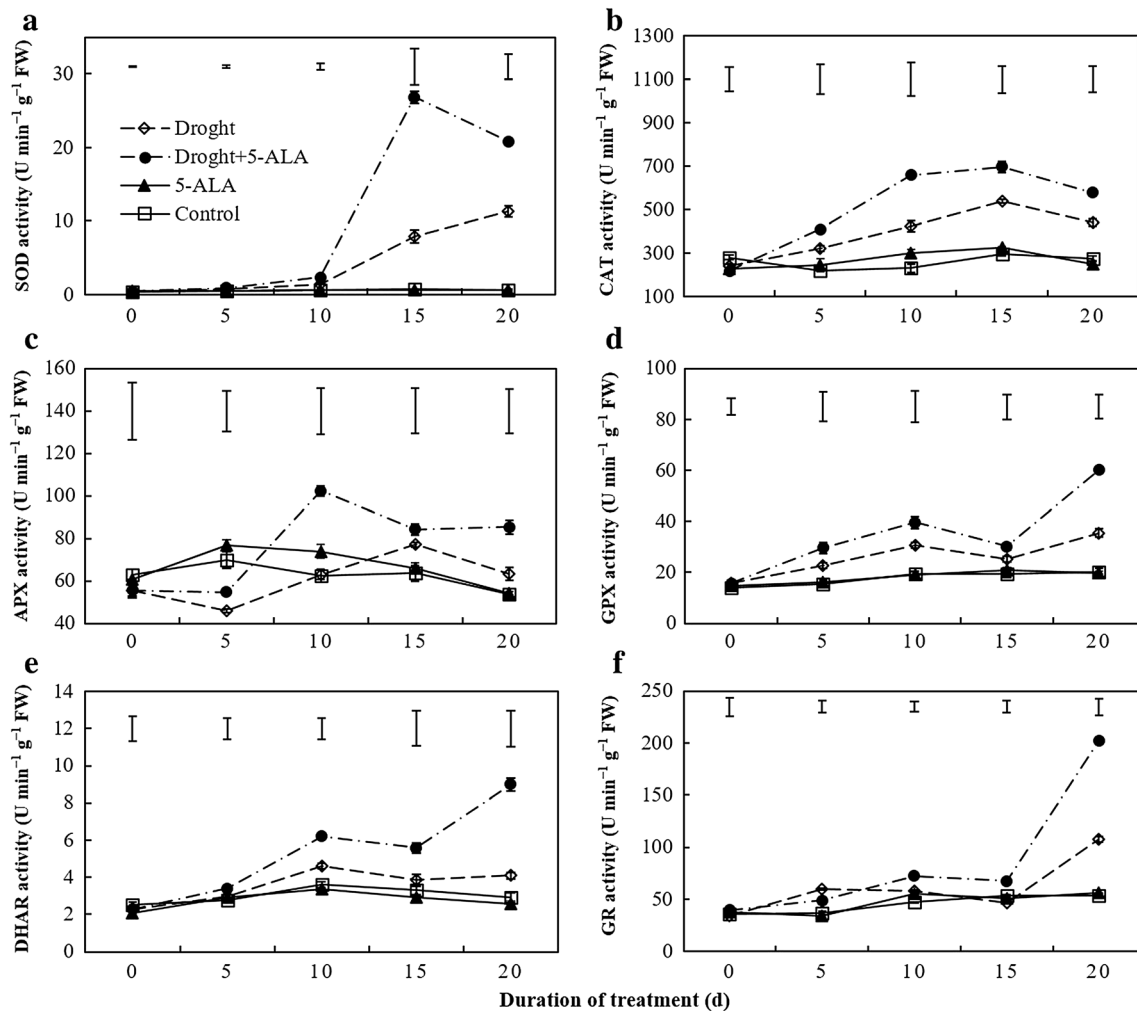 a
SOD activity (U min⁻¹ g⁻¹ FW)
30
20
10
0
Droght
Droght+5-ALA
5-ALA
Control
0 5 10 15 20
b
CAT activity (U min⁻¹ g⁻¹ FW)
1300
1100
900
700
500
300
100
0 5 10 15 20
c
APX activity (U min⁻¹ g⁻¹ FW)
160
140
120
100
80
60
40
0 5 10 15 20
d
GPX activity (U min⁻¹ g⁻¹ FW)
100
80
60
40
20
0
0 5 10 15 20
e
DHAR activity (U min⁻¹ g⁻¹ FW)
14
12
10
8
6
4
2
0
0 5 10 15 20
f
GR activity (U min⁻¹ g⁻¹ FW)
250
200
150
100
50
0
0 5 10 15 20
Duration of treatment (d)